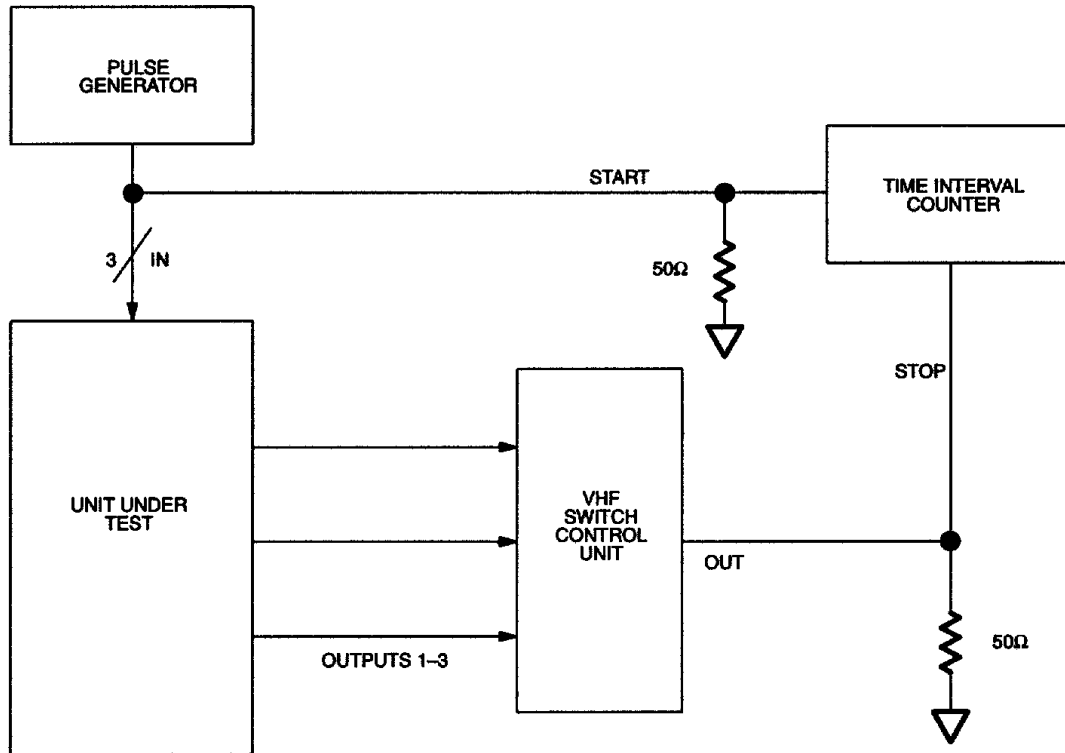 PULSE
GENERATOR
START
TIME INTERVAL
COUNTER
3
IN
50Ω
STOP
UNIT UNDER
TEST
VHF
SWITCH
CONTROL
UNIT
OUT
OUTPUTS 1–3
50Ω